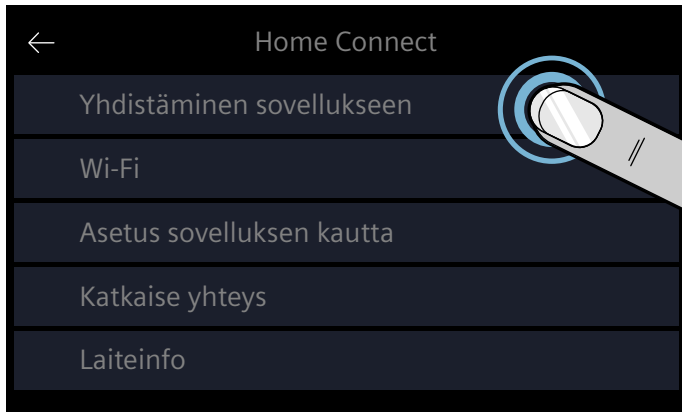 Home Connect
Yhdistäminen sovellukseen
Wi-Fi
Asetus sovelluksen kautta
Katkaise yhteys
Laiteinfo